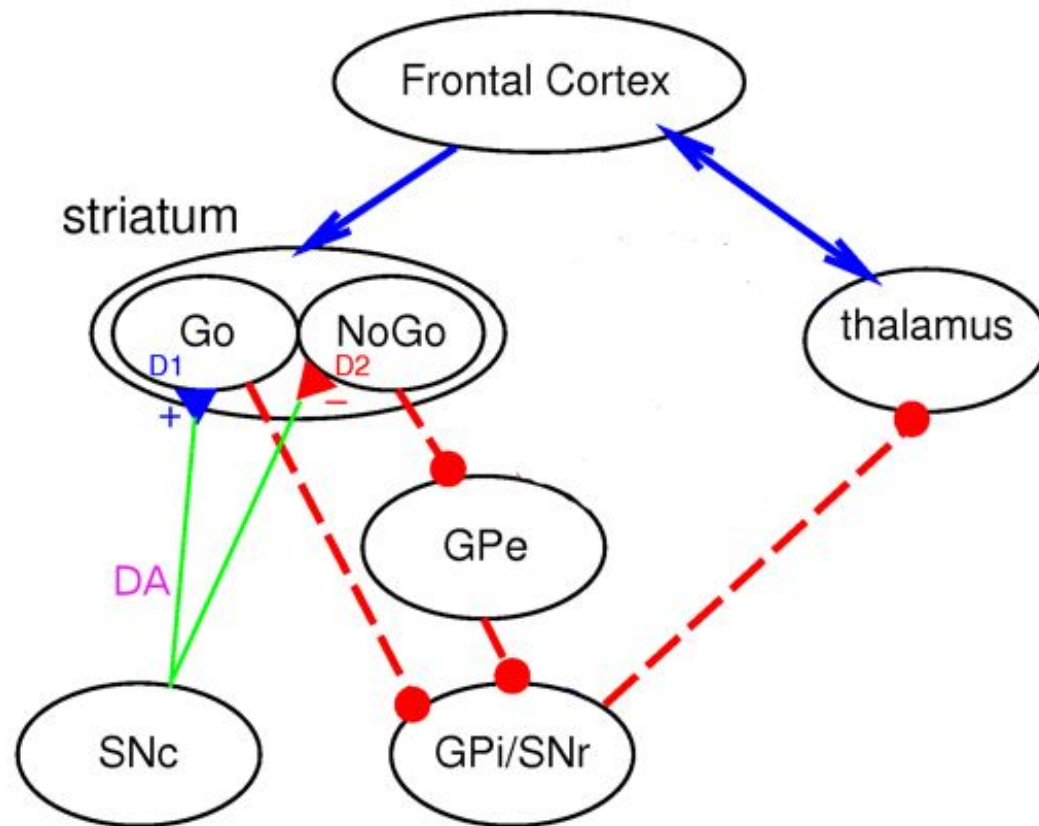 Frontal Cortex
striatum
thalamus
Go
NoGo
D1
D2
+
−
GPe
DA
SNc
GPi/SNr